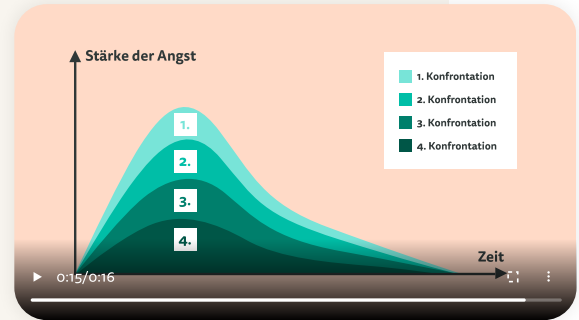 Stärke der Angst
1. Konfrontation
2. Konfrontation
3. Konfrontation
4. Konfrontation
1.
2.
3.
4.
Zeit
0:15/0:16